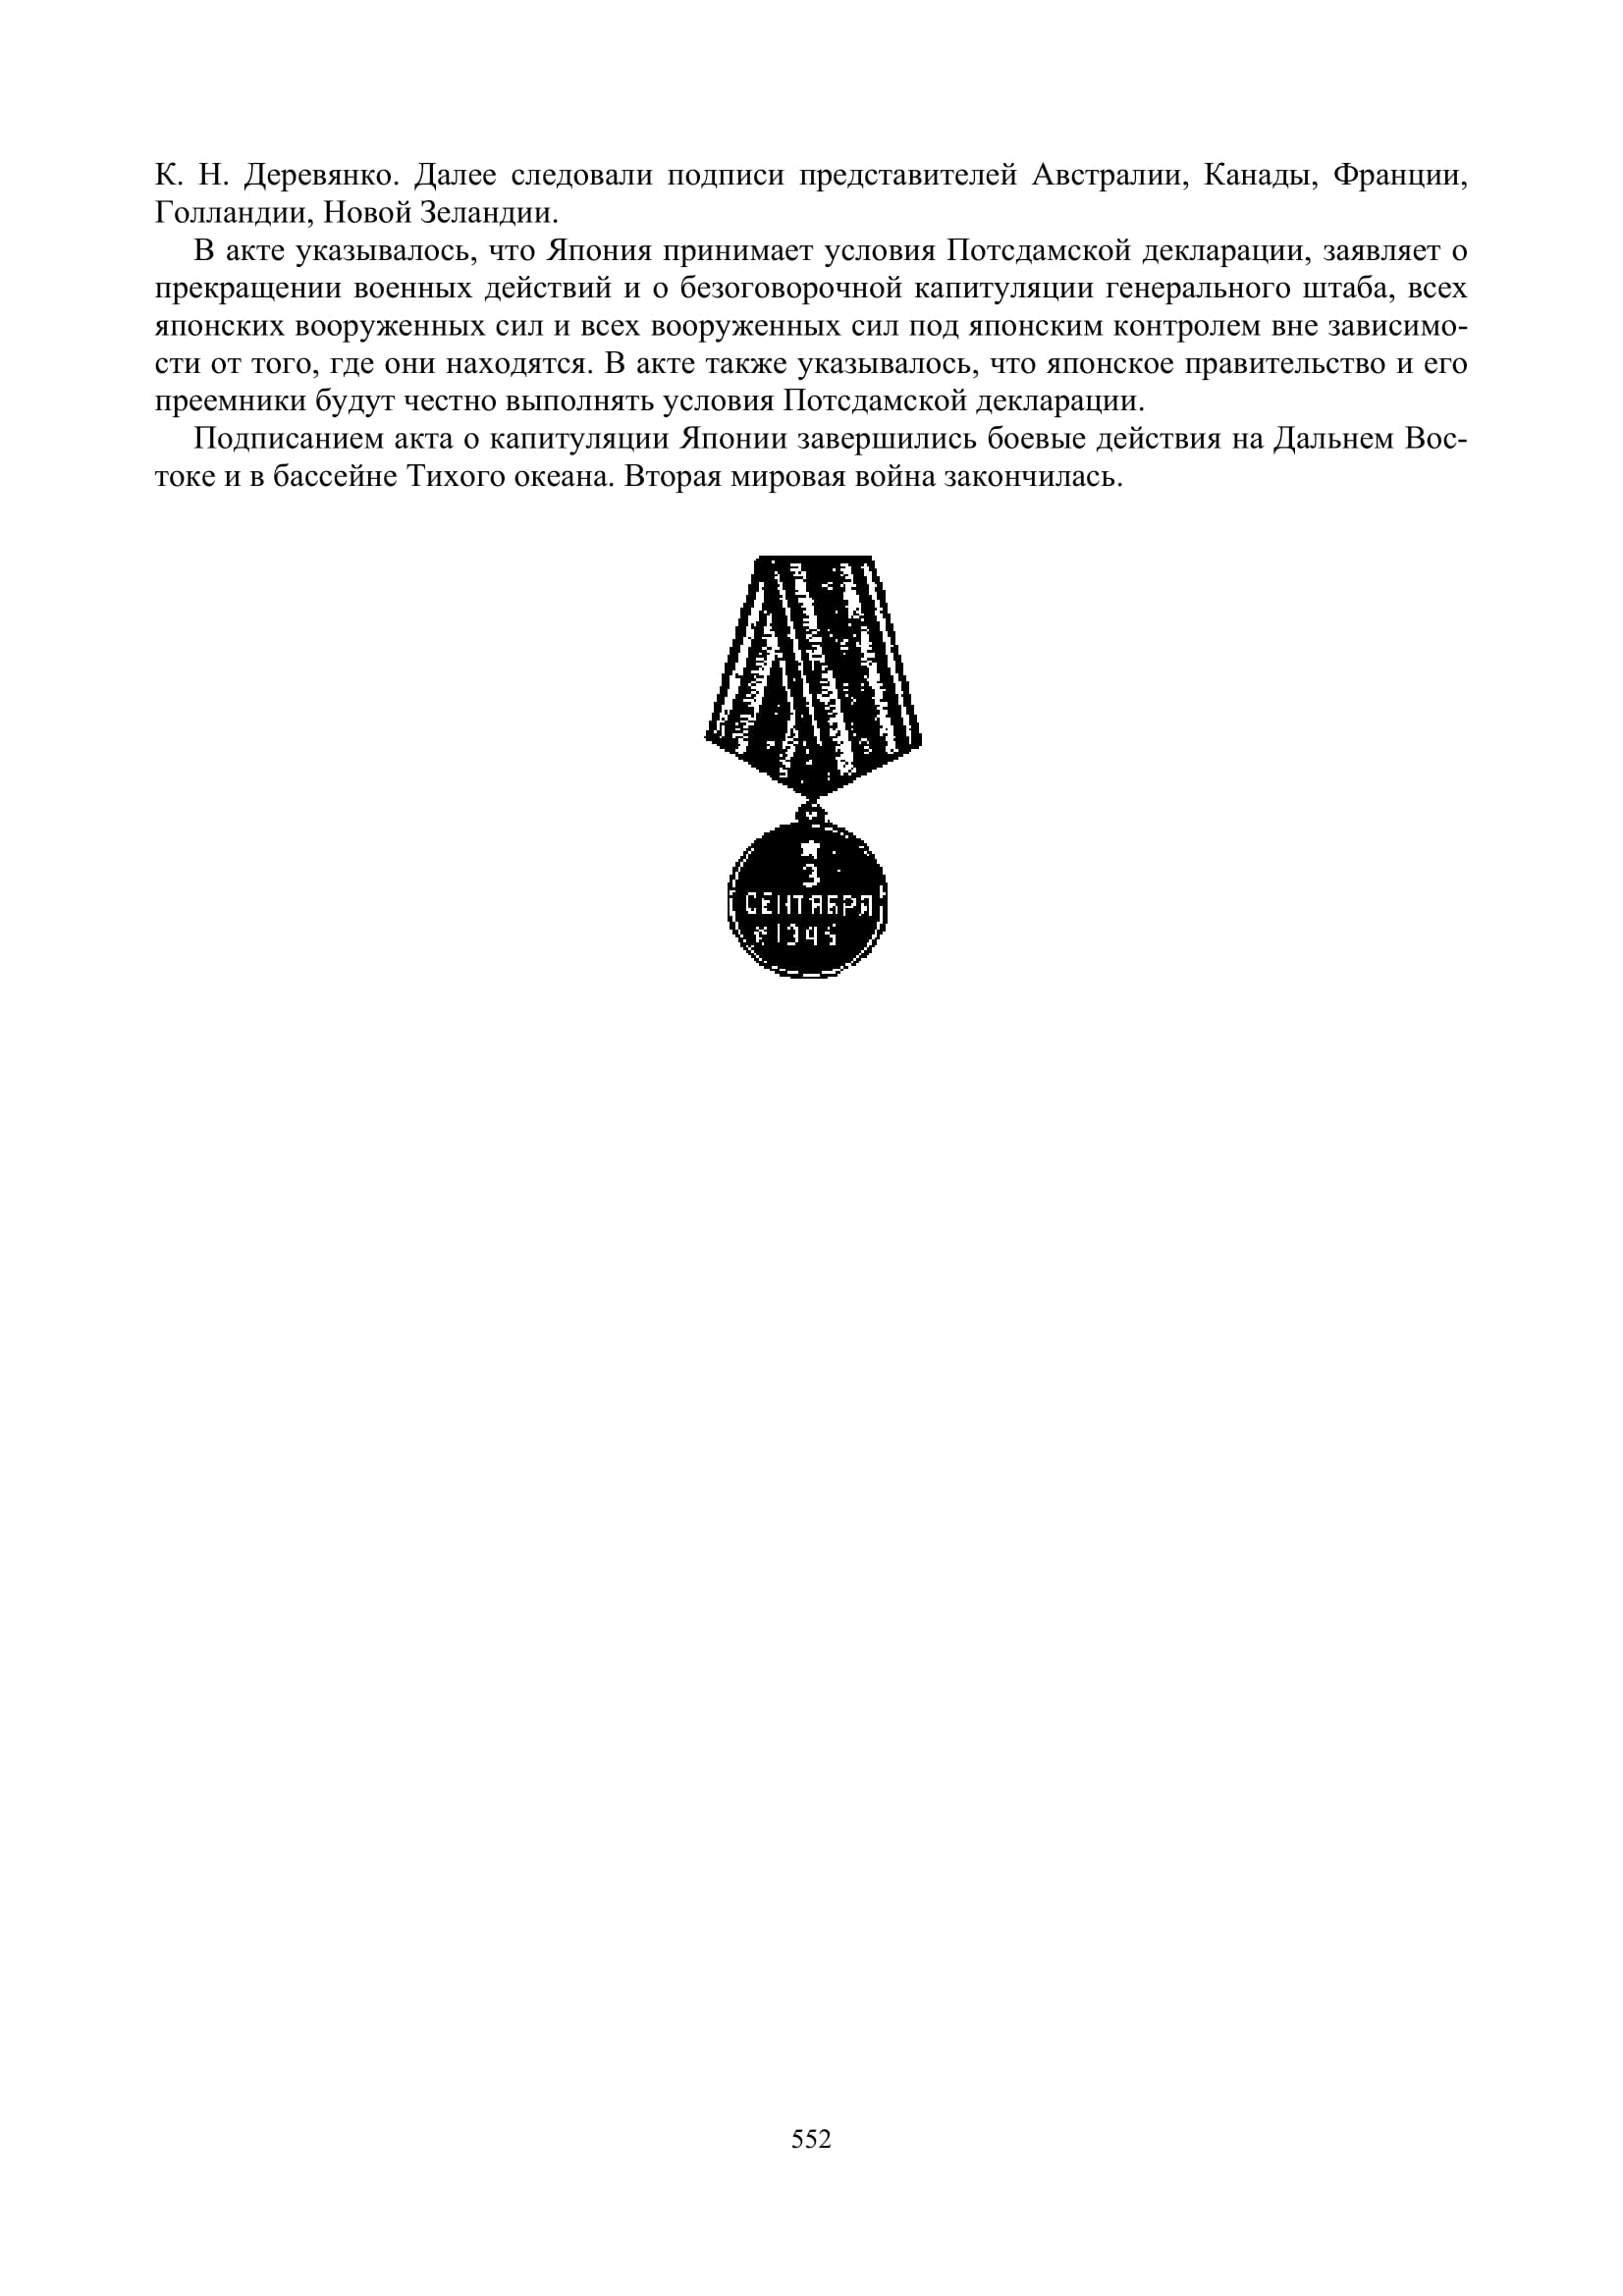 К. Н. Деревянко. Далее следовали подписи представителей Австралии, Канады, Франции,
Голландии, Новой Зеландии.
В акте указывалось, что Япония принимает условия Потсдамской декларации, заявляет о
прекращении военных действий и о безоговорочной капитуляции генерального штаба, всех
японских вооруженных сил и всех вооруженных сил под японским контролем вне зависимо-
сти от того, где они находятся. В акте также указывалось, что японское правительство и его
преемники будут честно выполнять условия Потсдамской декларации.
Подписанием акта о капитуляции Японии завершились боевые действия на Дальнем Вос-
токе и в бассейне Тихого океана. Вторая мировая война закончилась.
3
СЕНТЯБРЯ
1945
552